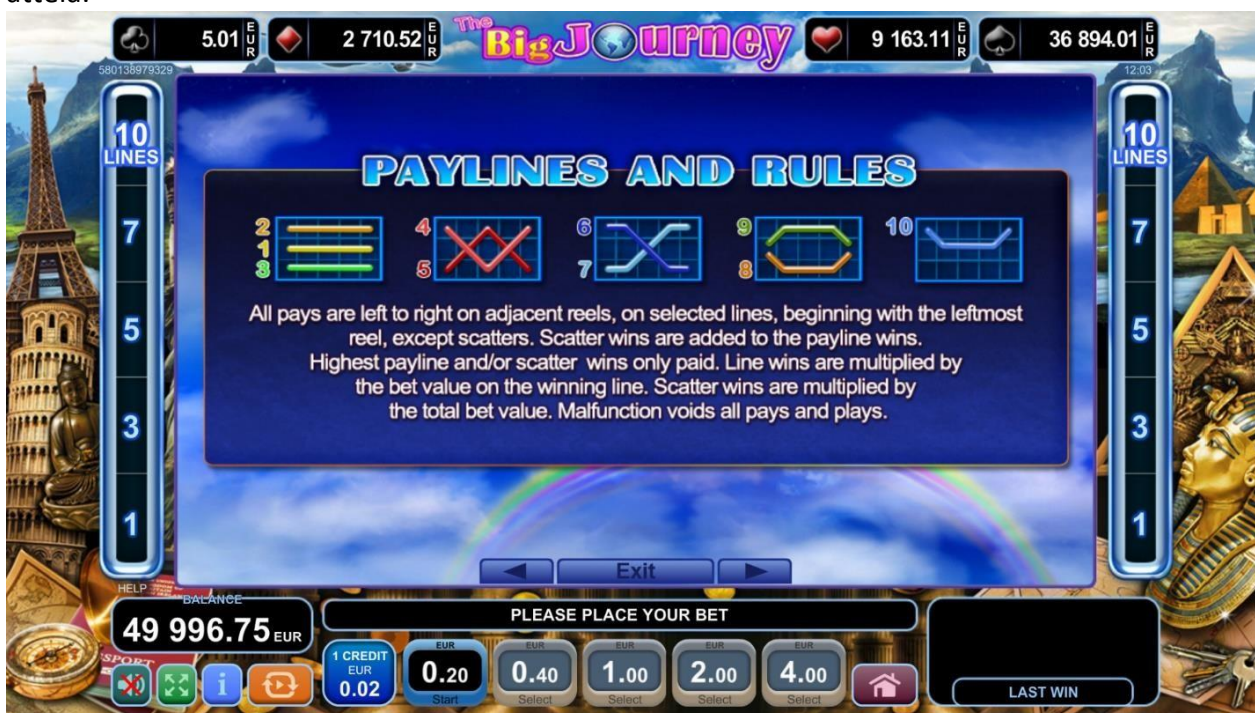 attēlā.
5.01 EUR
2 710.52 EUR
The Big Journey
9 163.11 EUR
36 894.01 EUR
580138979329
12:03
10 LINES
7
5
3
1
PAYLINES AND RULES
2
1
3
4
5
6
7
9
8
10
All pays are left to right on adjacent reels, on selected lines, beginning with the leftmost
reel, except scatters. Scatter wins are added to the payline wins.
Highest payline and/or scatter wins only paid. Line wins are multiplied by
the bet value on the winning line. Scatter wins are multiplied by
the total bet value. Malfunction voids all pays and plays.
10 LINES
7
5
3
1
Exit
HELP
BALANCE
49 996.75 EUR
PLEASE PLACE YOUR BET
PASSPORT
1 CREDIT
EUR
0.02
EUR
0.20
Start
EUR
0.40
Select
EUR
1.00
Select
EUR
2.00
Select
EUR
4.00
Select
LAST WIN